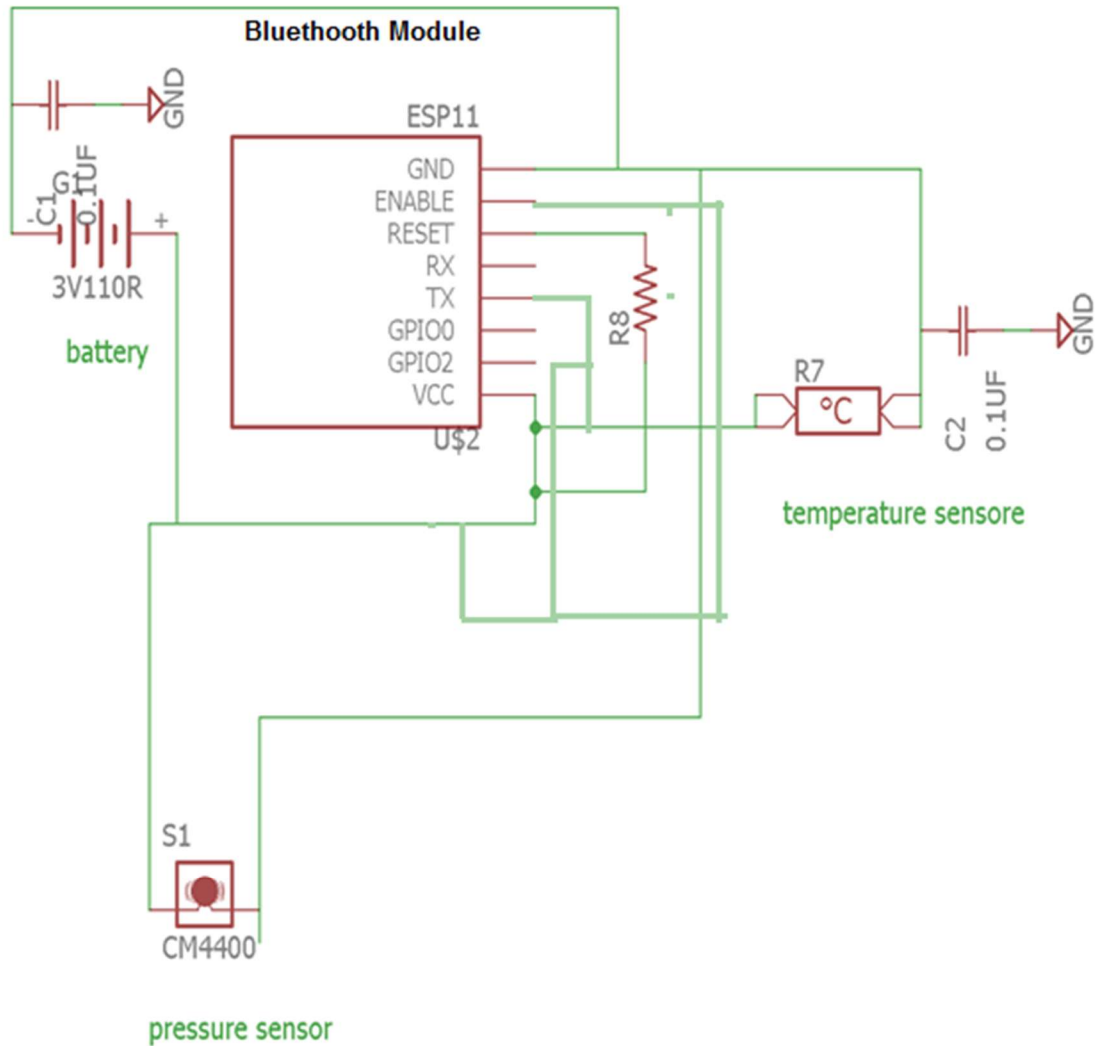 Bluethooth Module
GND
C1
0.1UF
G1
-
+
3V110R
battery
ESP11
GND
ENABLE
RESET
RX
TX
GPIO0
GPIO2
VCC
U$2
R8
R7
°C
C2
0.1UF
GND
temperature sensore
S1
CM4400
pressure sensor